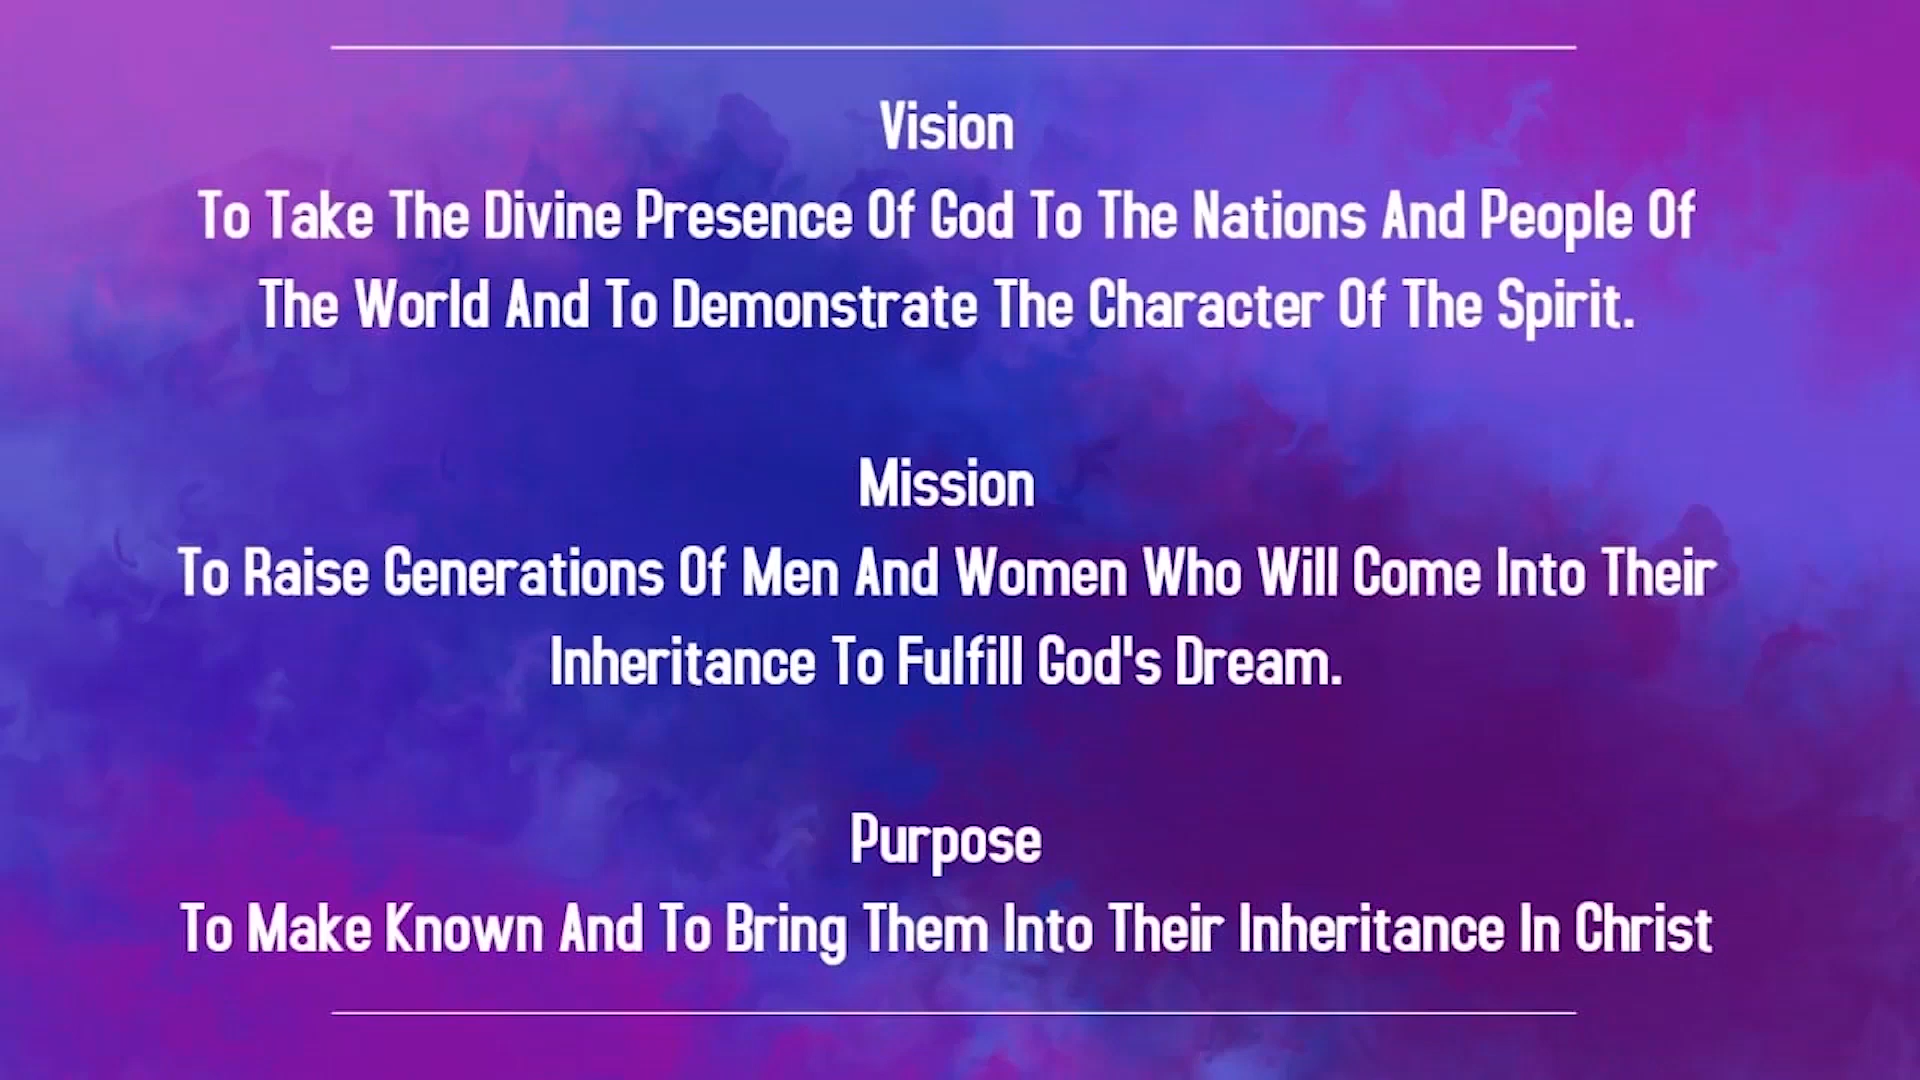 Vision
To Take The Divine Presence Of God To The Nations And People Of
The World And To Demonstrate The Character Of The Spirit.
Mission
To Raise Generations Of Men And Women Who Will Come Into Their
Inheritance To Fulfill God's Dream.
Purpose
To Make Known And To Bring Them Into Their Inheritance In Christ